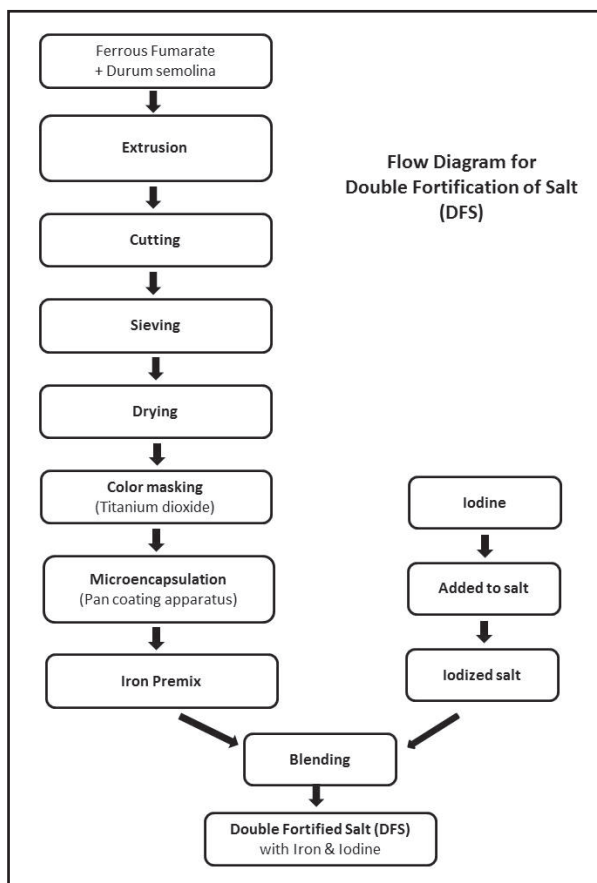 Ferrous Fumarate
+ Durum semolina
Extrusion
Flow Diagram for
Double Fortification of Salt
(DFS)
Cutting
Sieving
Drying
Color masking
(Titanium dioxide)
Microencapsulation
(Pan coating apparatus)
Iron Premix
Iodine
Added to salt
Iodized salt
Blending
Double Fortified Salt (DFS)
with Iron & Iodine